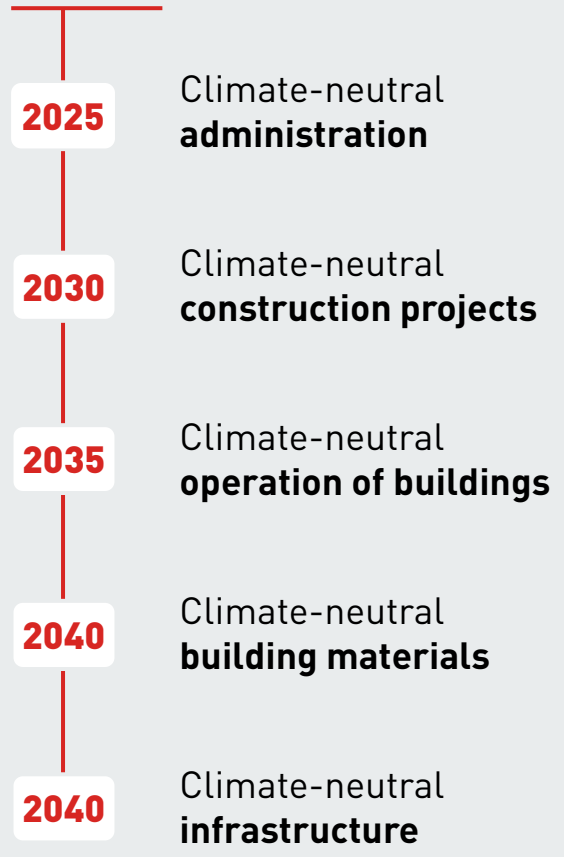 2025
Climate-neutral
administration
2030
Climate-neutral
construction projects
2035
Climate-neutral
operation of buildings
2040
Climate-neutral
building materials
2040
Climate-neutral
infrastructure